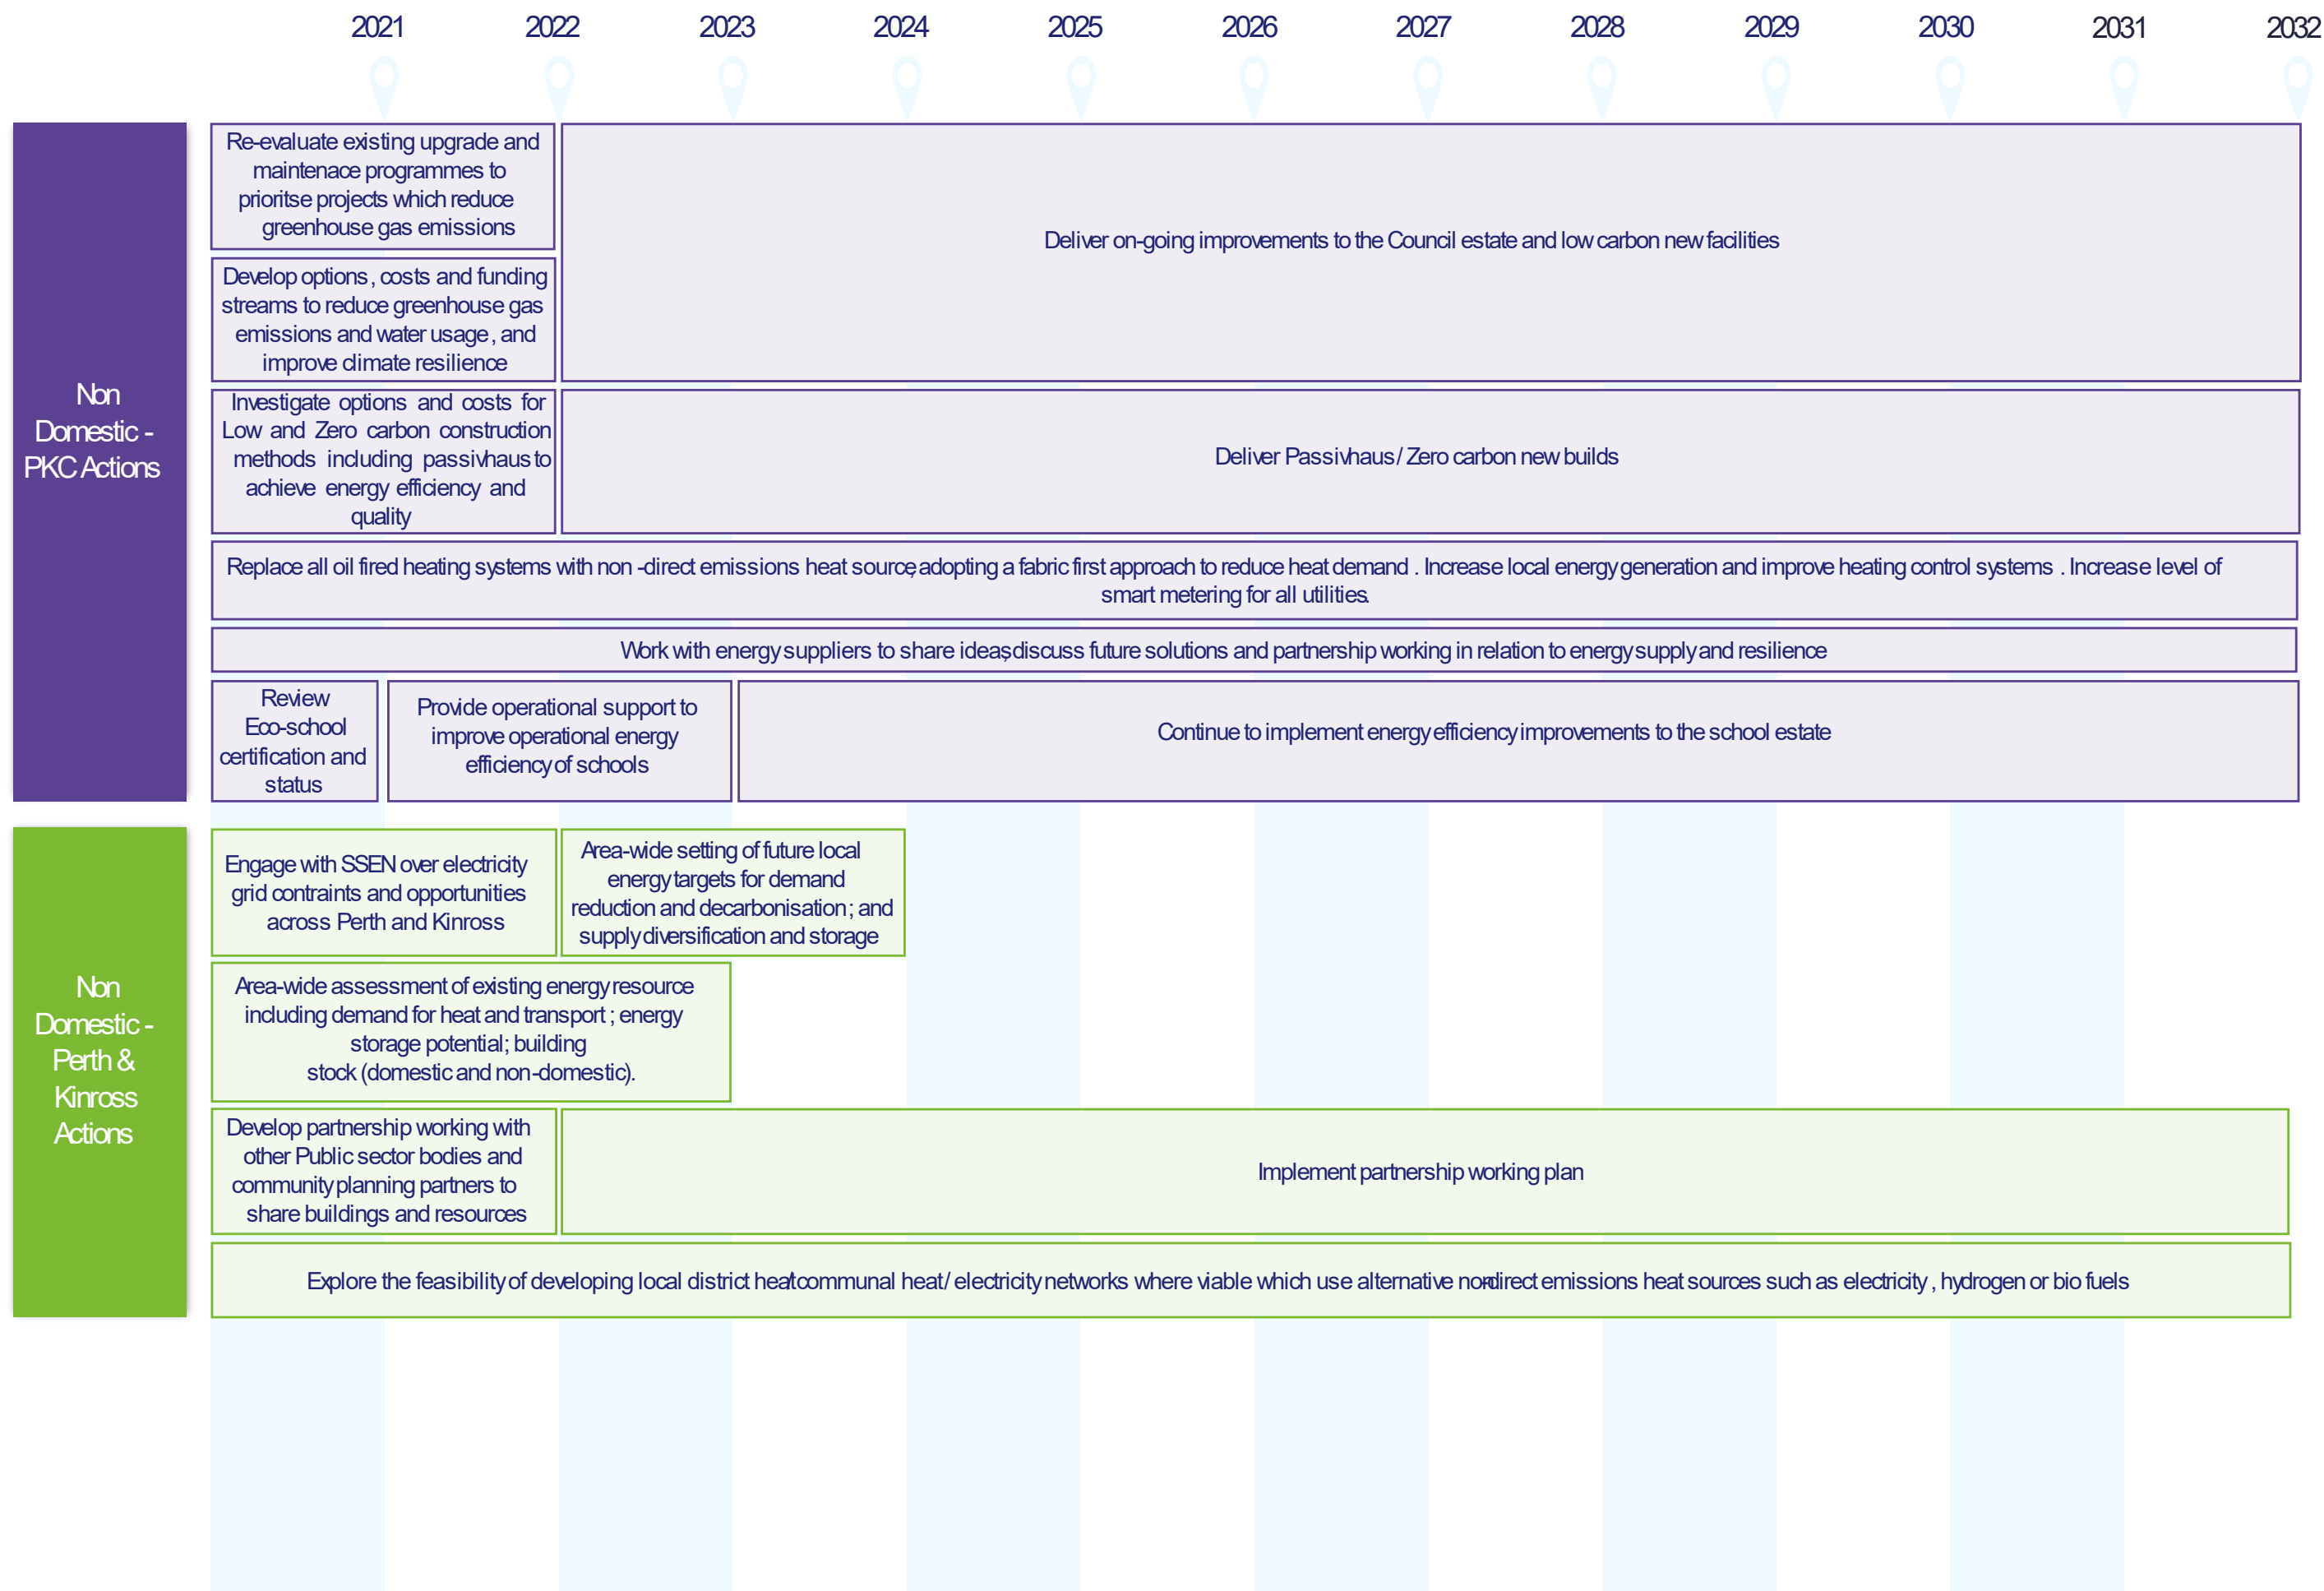 2021 2022 2023 2024 2025 2026 2027 2028 2029 2030 2031 2032
Non
Domestic -
PKC Actions
Re-evaluate existing upgrade and
maintenace programmes to
prioritse projects which reduce
greenhouse gas emissions
Develop options, costs and funding
streams to reduce greenhouse gas
emissions and water usage, and
improve climate resilience
Deliver on-going improvements to the Council estate and low carbon new facilities
Investigate options and costs for
Low and Zero carbon construction
methods including passivhaus to
achieve energy efficiency and
quality
Deliver Passivhaus/ Zero carbon new builds
Replace all oil fired heating systems with non -direct emissions heat source, adopting a fabric first approach to reduce heat demand . Increase local energy generation and improve heating control systems . Increase level of
smart metering for all utilities.
Work with energy suppliers to share ideas, discuss future solutions and partnership working in relation to energy supply and resilience
Review
Eco-school
certification and
status
Provide operational support to
improve operational energy
efficiency of schools
Continue to implement energy efficiency improvements to the school estate
Non
Domestic -
Perth &
Kinross
Actions
Engage with SSEN over electricity
grid contraints and opportunities
across Perth and Kinross
Area-wide setting of future local
energy targets for demand
reduction and decarbonisation; and
supply diversification and storage
Area-wide assessment of existing energy resource
including demand for heat and transport ; energy
storage potential; building
stock (domestic and non-domestic).
Develop partnership working with
other Public sector bodies and
community planning partners to
share buildings and resources
Implement partnership working plan
Explore the feasibility of developing local district heat/communal heat/ electricity networks where viable which use alternative non-direct emissions heat sources such as electricity , hydrogen or bio fuels